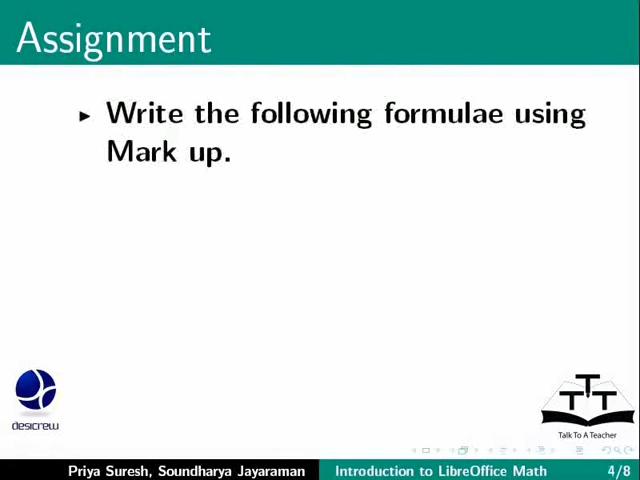 Assignment
Write the following formulae using
Mark up.
desicrew
T T T
Talk To A Teacher
Priya Suresh, Soundharya Jayaraman Introduction to LibreOffice Math 4/8